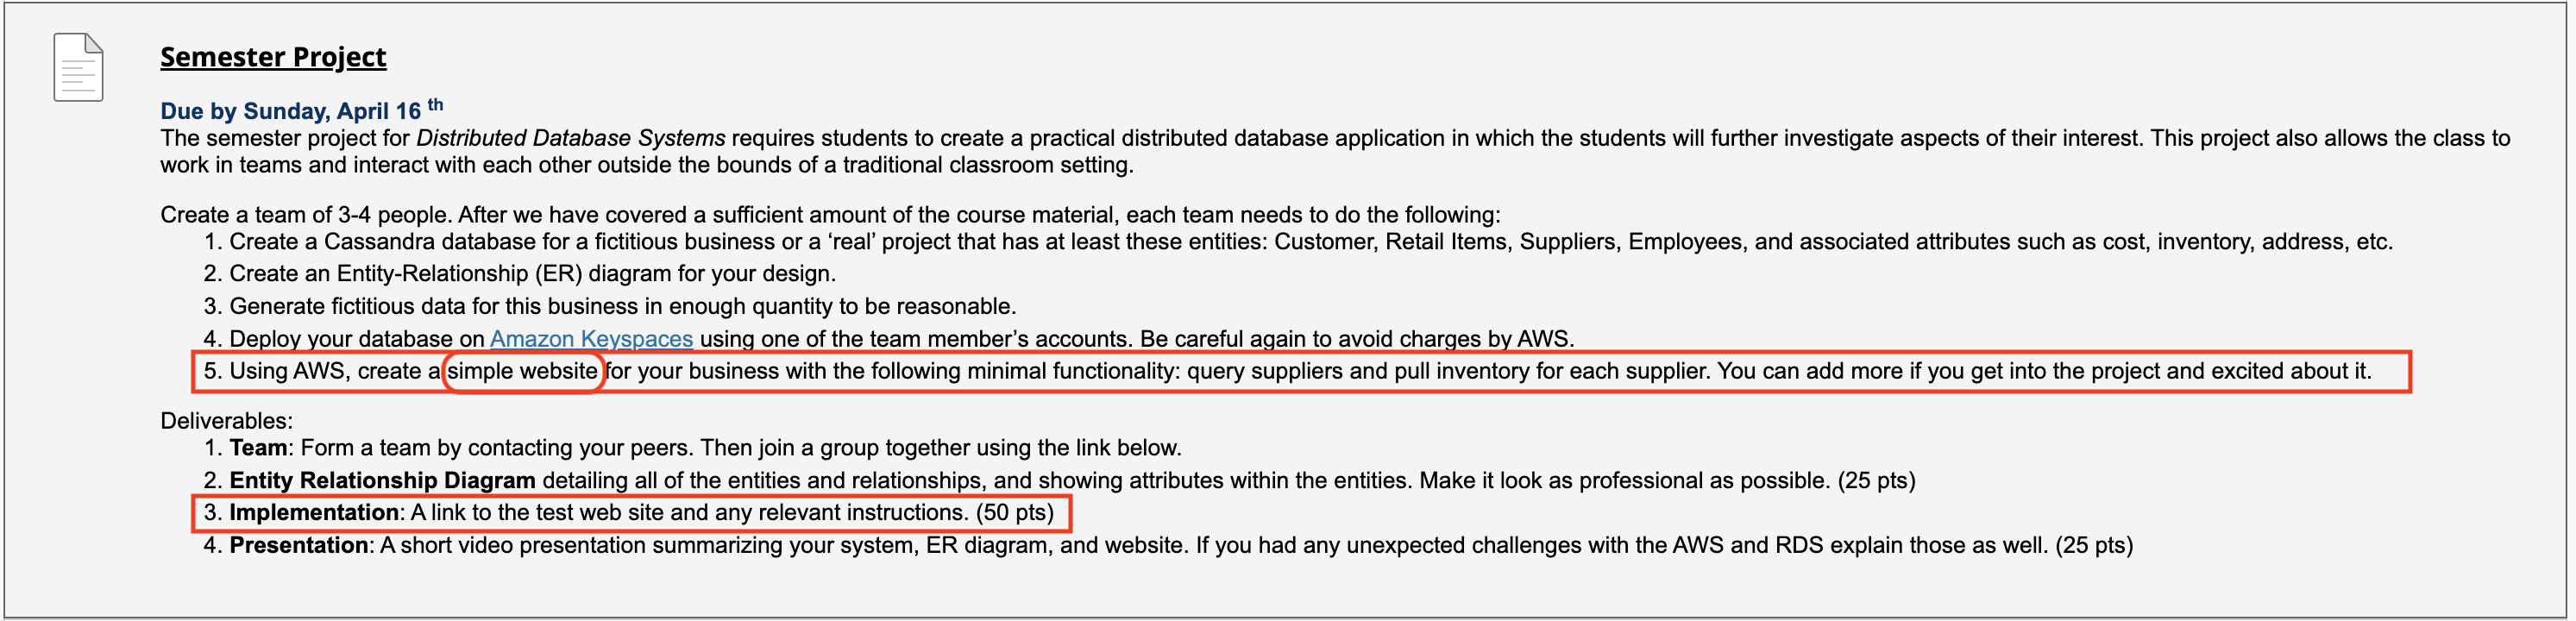 Semester Project
Due by Sunday, April 16 th
The semester project for Distributed Database Systems requires students to create a practical distributed database application in which the students will further investigate aspects of their interest. This project also allows the class to
work in teams and interact with each other outside the bounds of a traditional classroom setting.
Create a team of 3-4 people. After we have covered a sufficient amount of the course material, each team needs to do the following:
1. Create a Cassandra database for a fictitious business or a ‘real’ project that has at least these entities: Customer, Retail Items, Suppliers, Employees, and associated attributes such as cost, inventory, address, etc.
2. Create an Entity-Relationship (ER) diagram for your design.
3. Generate fictitious data for this business in enough quantity to be reasonable.
4. Deploy your database on Amazon Keyspaces using one of the team member’s accounts. Be careful again to avoid charges by AWS.
5. Using AWS, create a simple website for your business with the following minimal functionality: query suppliers and pull inventory for each supplier. You can add more if you get into the project and excited about it.
Deliverables:
1. Team: Form a team by contacting your peers. Then join a group together using the link below.
2. Entity Relationship Diagram detailing all of the entities and relationships, and showing attributes within the entities. Make it look as professional as possible. (25 pts)
3. Implementation: A link to the test web site and any relevant instructions. (50 pts)
4. Presentation: A short video presentation summarizing your system, ER diagram, and website. If you had any unexpected challenges with the AWS and RDS explain those as well. (25 pts)